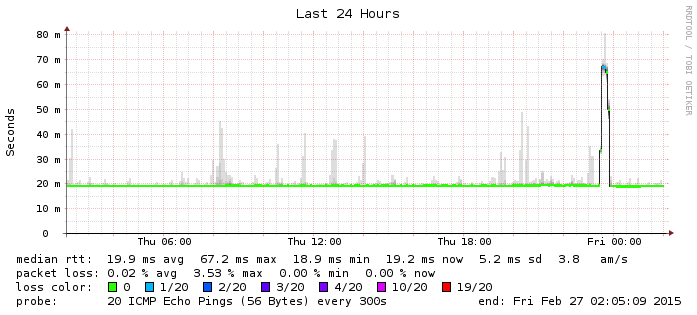 Last 24 Hours
RRDTOOL / TOBI OETIKER
Seconds
80 m
70 m
60 m
50 m
40 m
30 m
20 m
10 m
0
Thu 06:00 Thu 12:00 Thu 18:00 Fri 00:00
median rtt: 19.9 ms avg 67.2 ms max 18.9 ms min 19.2 ms now 5.2 ms sd 3.8 am/s
packet loss: 0.02 % avg 3.53 % max 0.00 % min 0.00 % now
loss color: 0 1/20 2/20 3/20 4/20 10/20 19/20
probe: 20 ICMP Echo Pings (56 Bytes) every 300s end: Fri Feb 27 02:05:09 2015